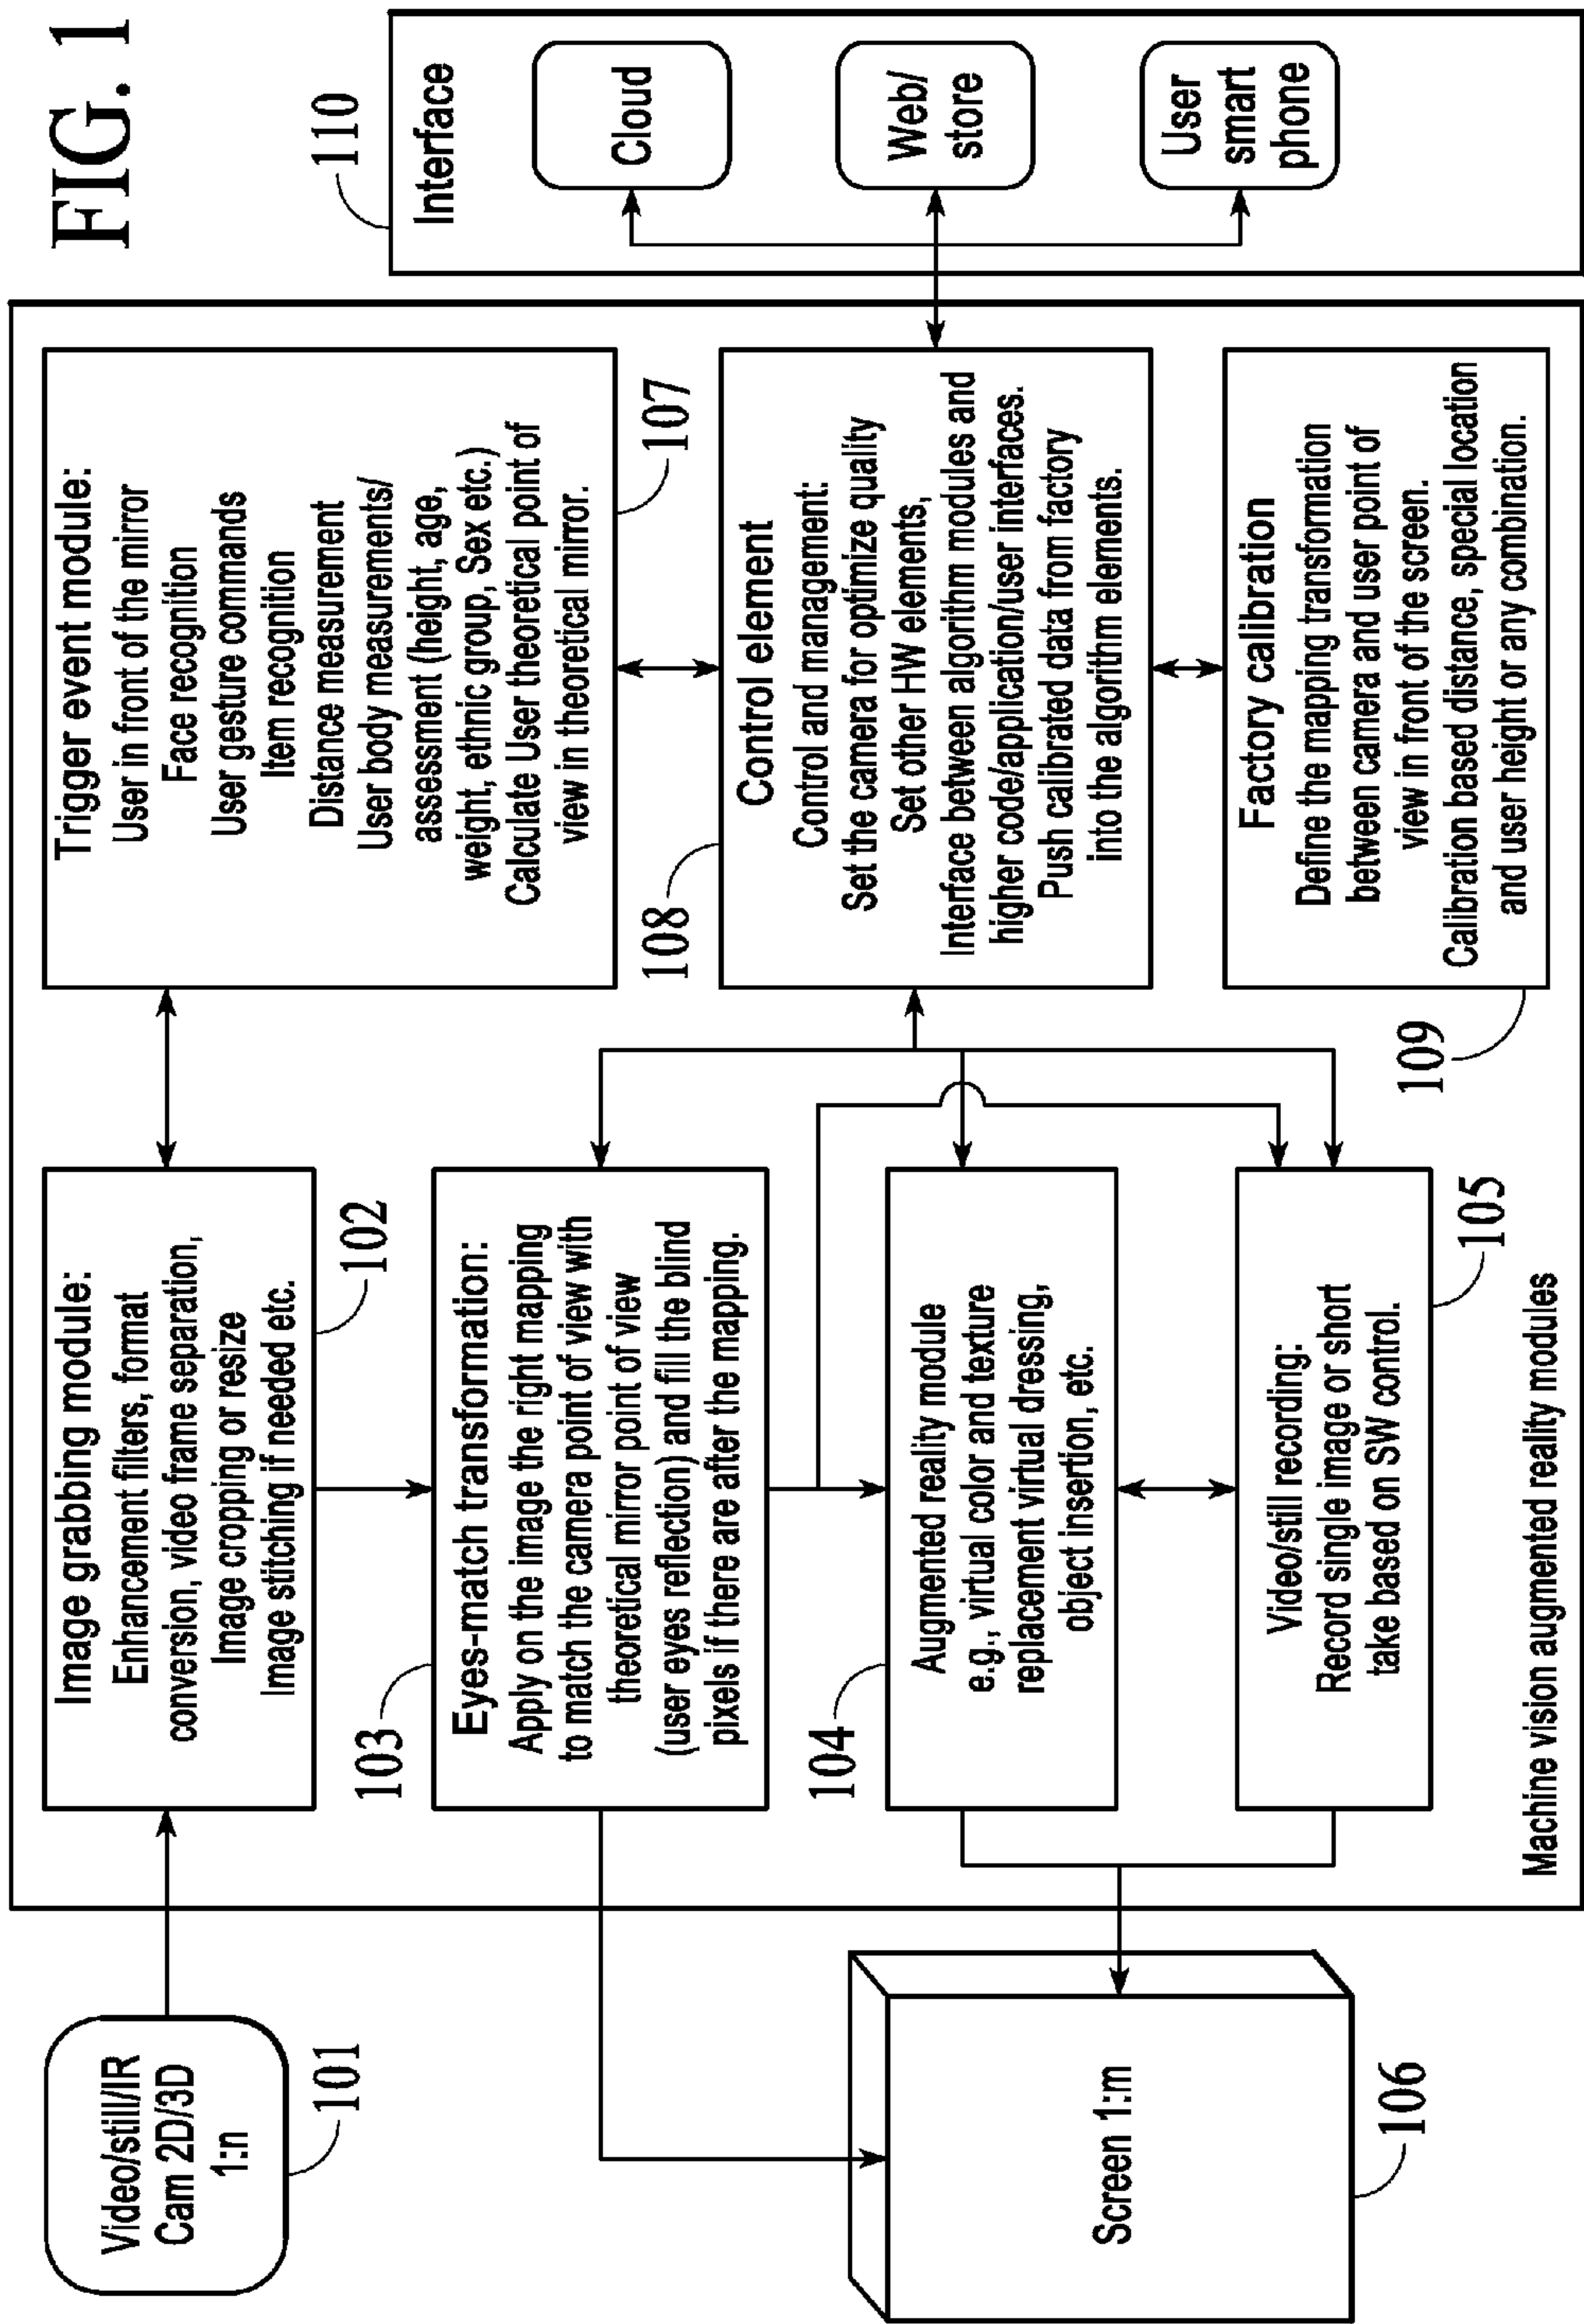 FIG. 1
Video/still/IR
Cam 2D/3D
1:n
101
Image grabbing module:
Enhancement filters, format
conversion, video frame separation,
Image cropping or resize
Image stitching if needed etc.
102
Trigger event module:
User in front of the mirror
Face recognition
User gesture commands
Item recognition
Distance measurement
User body measurements/
assessment (height, age,
weight, ethnic group, Sex etc.)
Calculate User theoretical point of
view in theoretical mirror.
107
110
Interface
Cloud
Web/
store
User
smart
phone
103
Eyes-match transformation:
Apply on the image the right mapping
to match the camera point of view with
theoretical mirror point of view
(user eyes reflection) and fill the blind
pixels if there are after the mapping.
108
Control element
Control and management:
Set the camera for optimize quality
Set other HW elements,
Interface between algorithm modules and
higher code/application/user interfaces.
Push calibrated data from factory
into the algorithm elements.
104
Augmented reality module
e.g., virtual color and texture
replacement virtual dressing,
object insertion, etc.
Screen 1:m
106
Video/still recording:
Record single image or short
take based on SW control.
105
Factory calibration
Define the mapping transformation
between camera and user point of
view in front of the screen.
Calibration based distance, special location
and user height or any combination.
109
Machine vision augmented reality modules